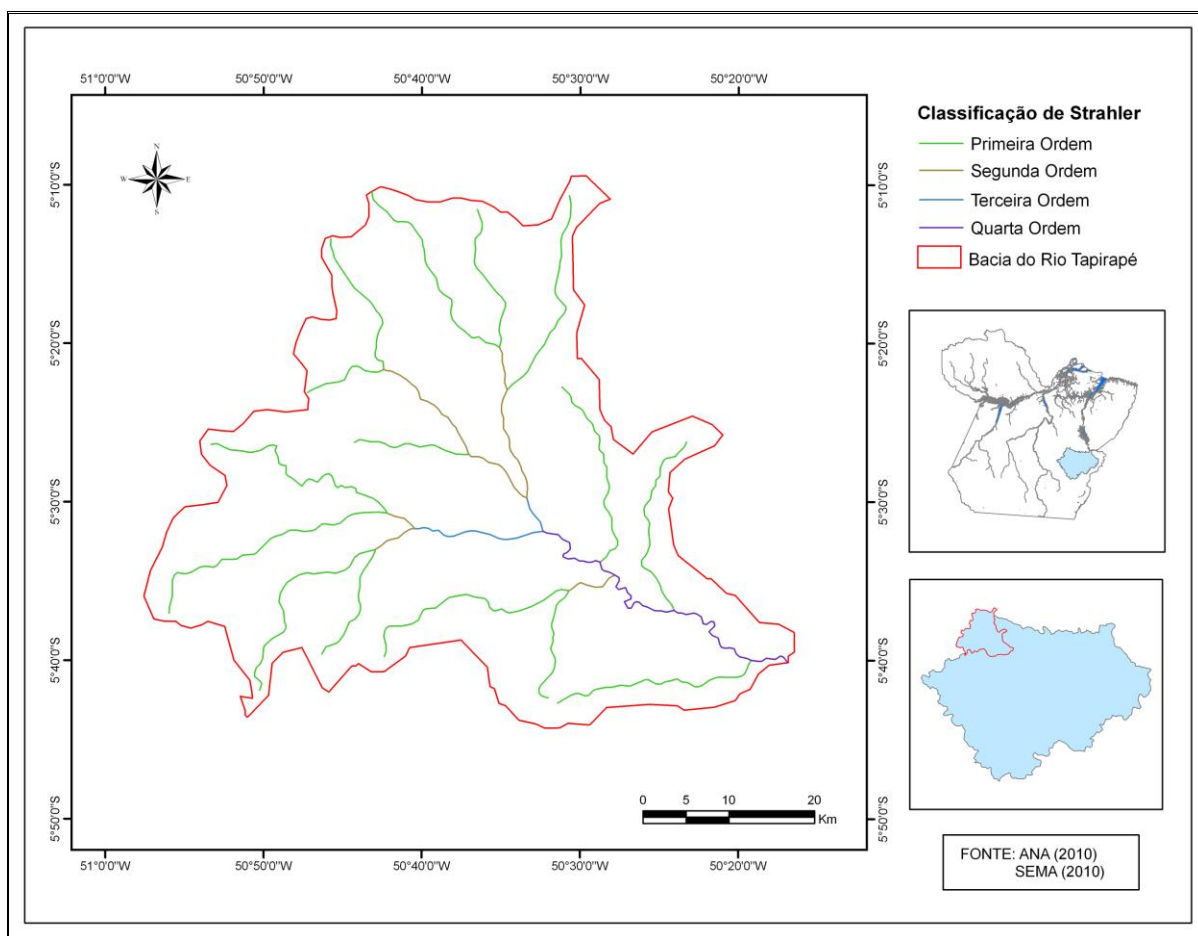 51°0'0"W
50°50'0"W
50°40'0"W
50°30'0"W
50°20'0"W
5°10'0"S
5°20'0"S
5°30'0"S
5°40'0"S
5°50'0"S
N
W
E
S
Classificação de Strahler
Primeira Ordem
Segunda Ordem
Terceira Ordem
Quarta Ordem
Bacia do Rio Tapirapé
5°10'0"S
5°20'0"S
5°30'0"S
5°40'0"S
5°50'0"S
0 5 10 20
Km
51°0'0"W
50°50'0"W
50°40'0"W
50°30'0"W
50°20'0"W
FONTE: ANA (2010)
SEMA (2010)